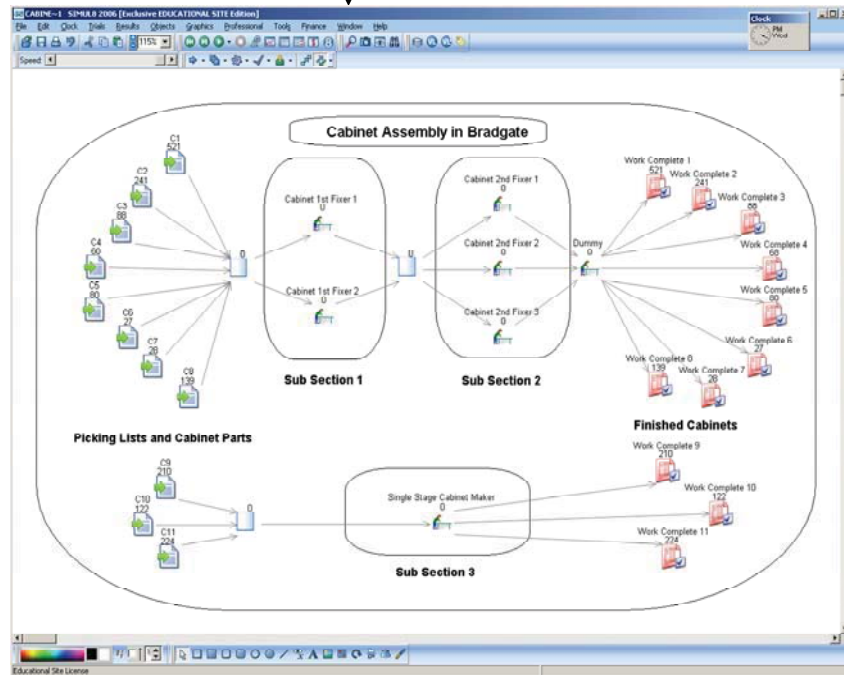 CABINE~1 SIMUL8 2006 [Exclusive EDUCATIONAL SITE Edition]
File Edit Clock Trials Results Objects Graphics Professional Tools Finance Window Help
115%
Speed
Clock
PM
Wed
Cabinet Assembly in Bradgate
C1
521
C2
241
C3
88
C4
60
C5
80
C6
27
C7
28
C8
139
0
Cabinet 1st Fixer 1
0
Cabinet 1st Fixer 2
0
Sub Section 1
0
Cabinet 2nd Fixer 1
0
Cabinet 2nd Fixer 2
0
Cabinet 2nd Fixer 3
0
Sub Section 2
Dummy
0
Work Complete 1
521
Work Complete 2
241
Work Complete 3
88
Work Complete 4
60
Work Complete 5
80
Work Complete 6
27
Work Complete 7
28
Work Complete 8
139
Picking Lists and Cabinet Parts
Finished Cabinets
C9
210
C10
122
C11
224
0
Single Stage Cabinet Maker
0
Sub Section 3
Work Complete 9
210
Work Complete 10
122
Work Complete 11
224
Educational Site License